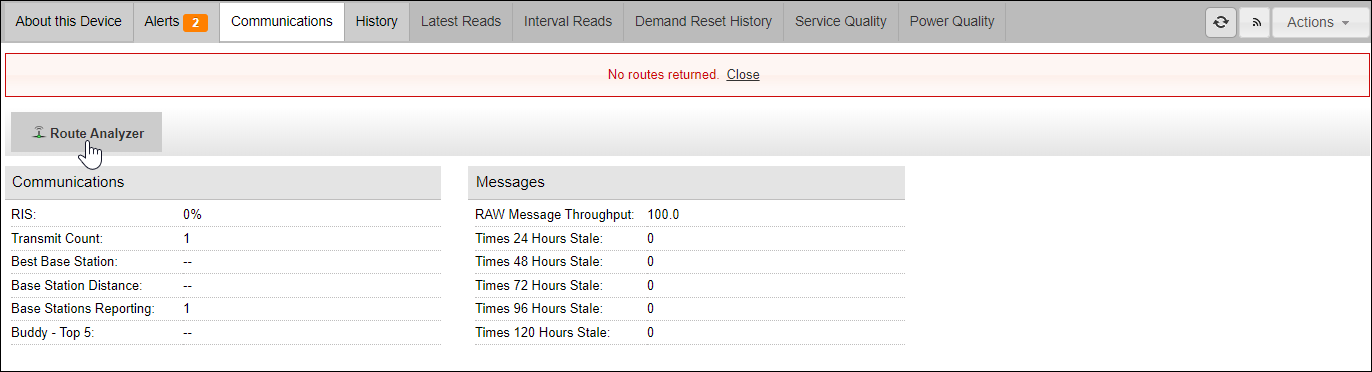 About this Device Alerts 2 Communications History Latest Reads Interval Reads Demand Reset History Service Quality Power Quality Actions
No routes returned. Close
Route Analyzer
Communications Messages
RIS: 0% RAW Message Throughput: 100.0
Transmit Count: 1 Times 24 Hours Stale: 0
Best Base Station: -- Times 48 Hours Stale: 0
Base Station Distance: -- Times 72 Hours Stale: 0
Base Stations Reporting: 1 Times 96 Hours Stale: 0
Buddy - Top 5: -- Times 120 Hours Stale: 0